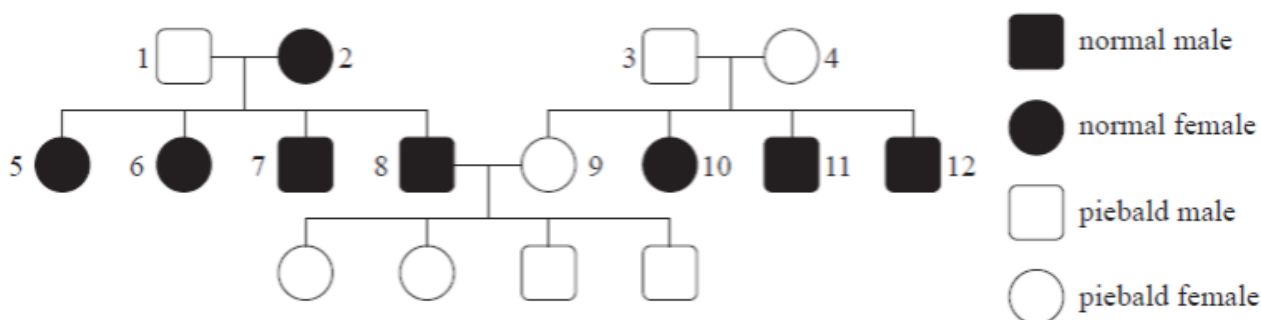 1 2 3 4
normal male
normal female
5 6 7 8 9 10 11 12
piebald male
piebald female